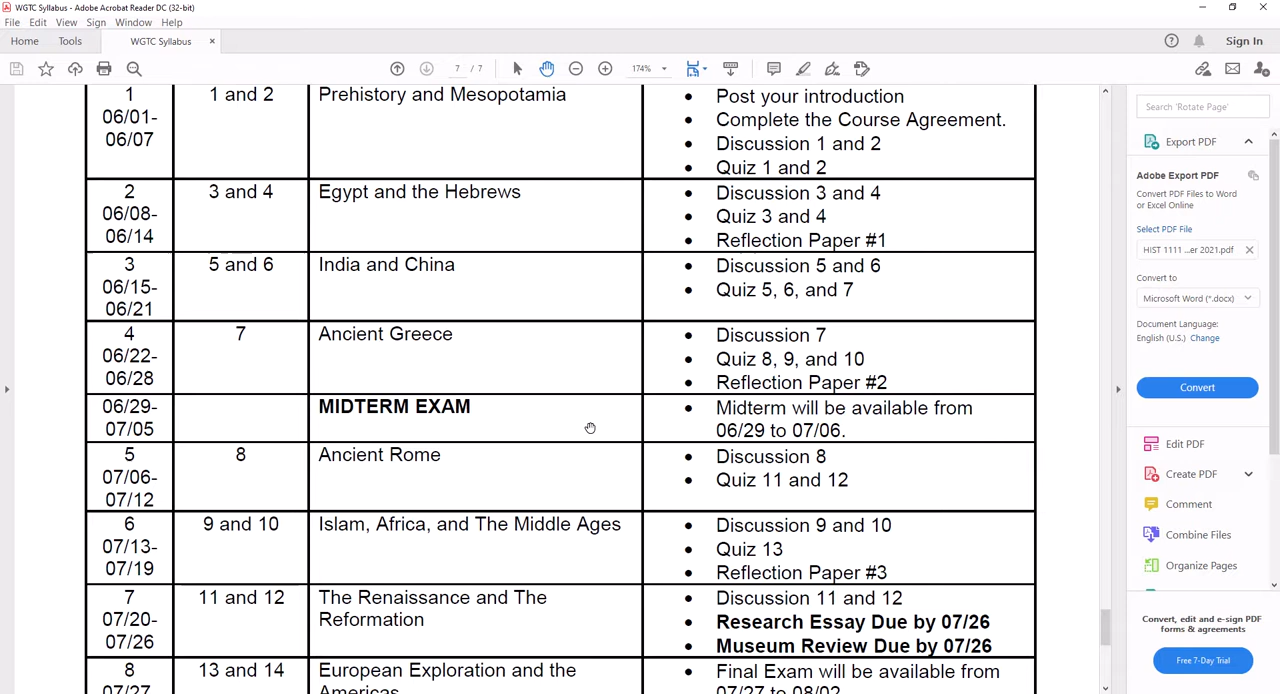 WGTC Syllabus - Adobe Acrobat Reader DC (32-bit)
File Edit View Sign Window Help
Home Tools WGTC Syllabus × Sign In
7 / 7 174%
1 1 and 2 Prehistory and Mesopotamia • Post your introduction
06/01- • Complete the Course Agreement.
06/07 • Discussion 1 and 2
• Quiz 1 and 2
2 3 and 4 Egypt and the Hebrews • Discussion 3 and 4
06/08- • Quiz 3 and 4
06/14 • Reflection Paper #1
3 5 and 6 India and China • Discussion 5 and 6
06/15- • Quiz 5, 6, and 7
06/21
4 7 Ancient Greece • Discussion 7
06/22- • Quiz 8, 9, and 10
06/28 • Reflection Paper #2
06/29- MIDTERM EXAM • Midterm will be available from
07/05 06/29 to 07/06.
5 8 Ancient Rome • Discussion 8
07/06- • Quiz 11 and 12
07/12
6 9 and 10 Islam, Africa, and The Middle Ages • Discussion 9 and 10
07/13- • Quiz 13
07/19 • Reflection Paper #3
7 11 and 12 The Renaissance and The • Discussion 11 and 12
07/20- Reformation • Research Essay Due by 07/26
07/26 • Museum Review Due by 07/26
8 13 and 14 European Exploration and the • Final Exam will be available from
07/27 Americas 07/27 to 08/02
Search 'Rotate Page'
Export PDF
Adobe Export PDF
Convert PDF Files to Word
or Excel Online
Select PDF File
HIST 1111 ...er 2021.pdf ×
Convert to
Microsoft Word (*.docx)
Document Language:
English (U.S.) Change
Convert
Edit PDF
Create PDF
Comment
Combine Files
Organize Pages
Convert, edit and e-sign PDF
forms & agreements
Free 7-Day Trial